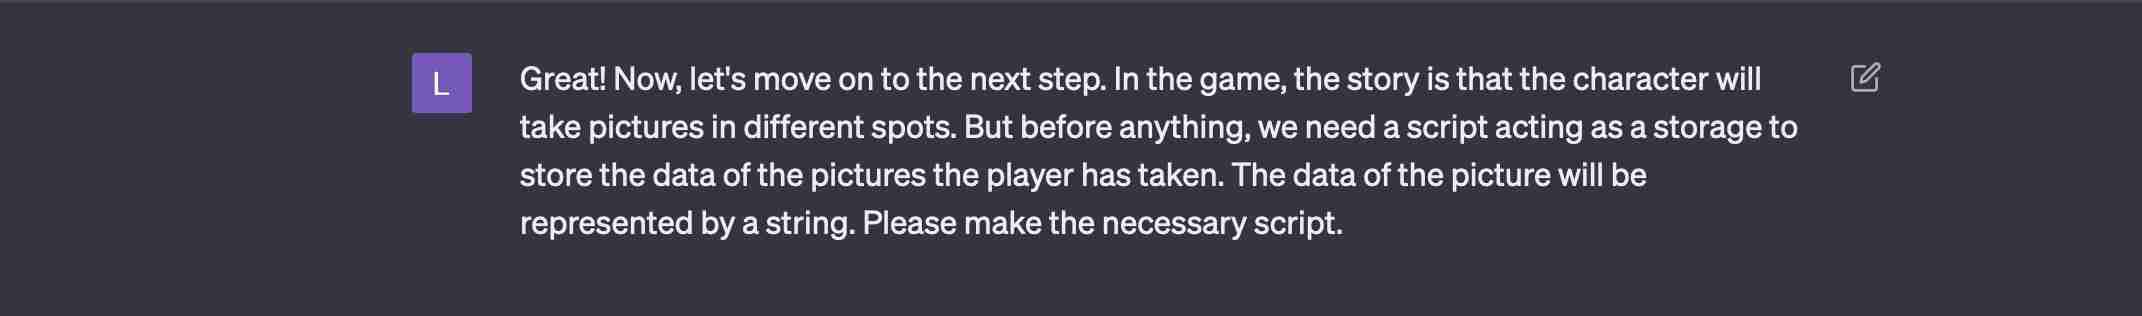 L
Great! Now, let's move on to the next step. In the game, the story is that the character will
take pictures in different spots. But before anything, we need a script acting as a storage to
store the data of the pictures the player has taken. The data of the picture will be
represented by a string. Please make the necessary script.